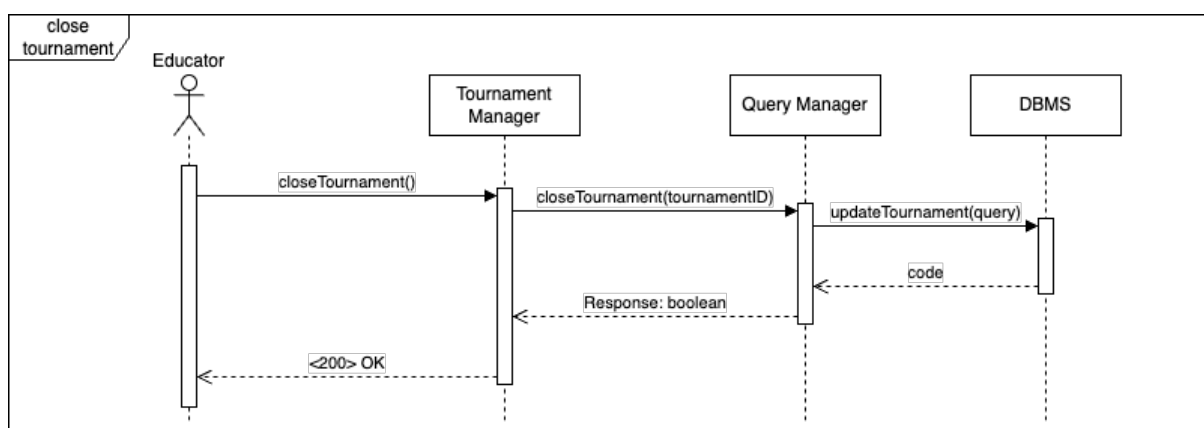 close
tournament
Educator
Tournament
Manager
Query Manager
DBMS
closeTournament()
closeTournament(tournamentID)
updateTournament(query)
code
Response: boolean
<200> OK